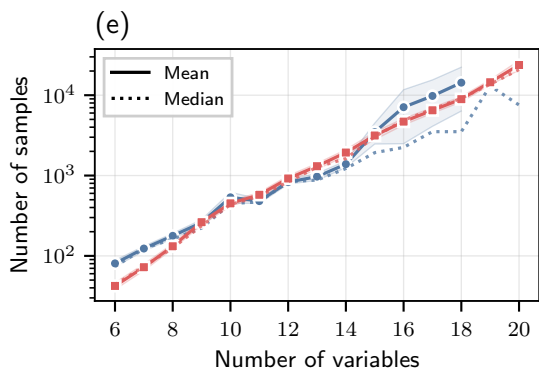 (e)
Number of samples
10^4
10^3
10^2
Mean
Median
6 8 10 12 14 16 18 20
Number of variables